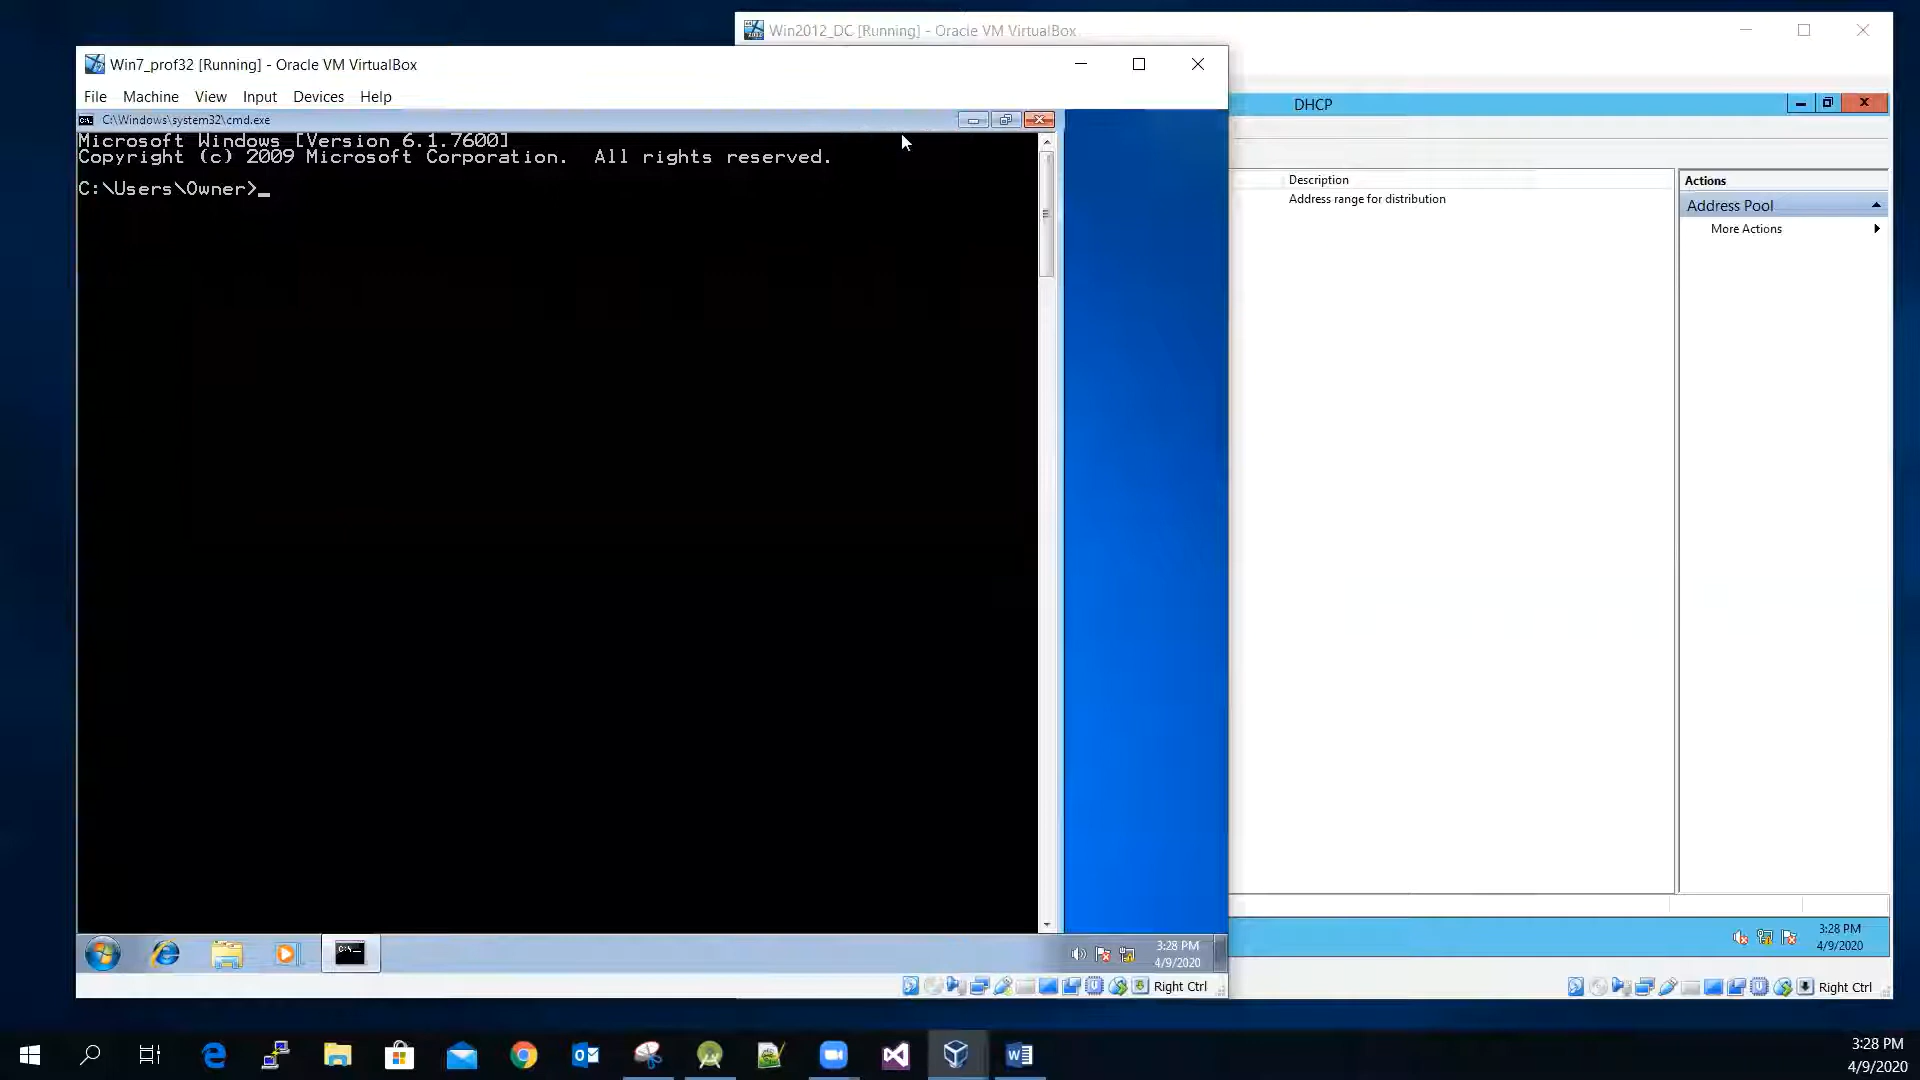 Win2012_DC [Running] - Oracle VM VirtualBox
Win7_prof32 [Running] - Oracle VM VirtualBox
File Machine View Input Devices Help
C:\Windows\system32\cmd.exe
Microsoft Windows [Version 6.1.7600]
Copyright (c) 2009 Microsoft Corporation.  All rights reserved.
C:\Users\Owner>_
DHCP
Description
Address range for distribution
Actions
Address Pool
More Actions
3:28 PM
4/9/2020
Right Ctrl
3:28 PM
4/9/2020
Right Ctrl
3:28 PM
4/9/2020